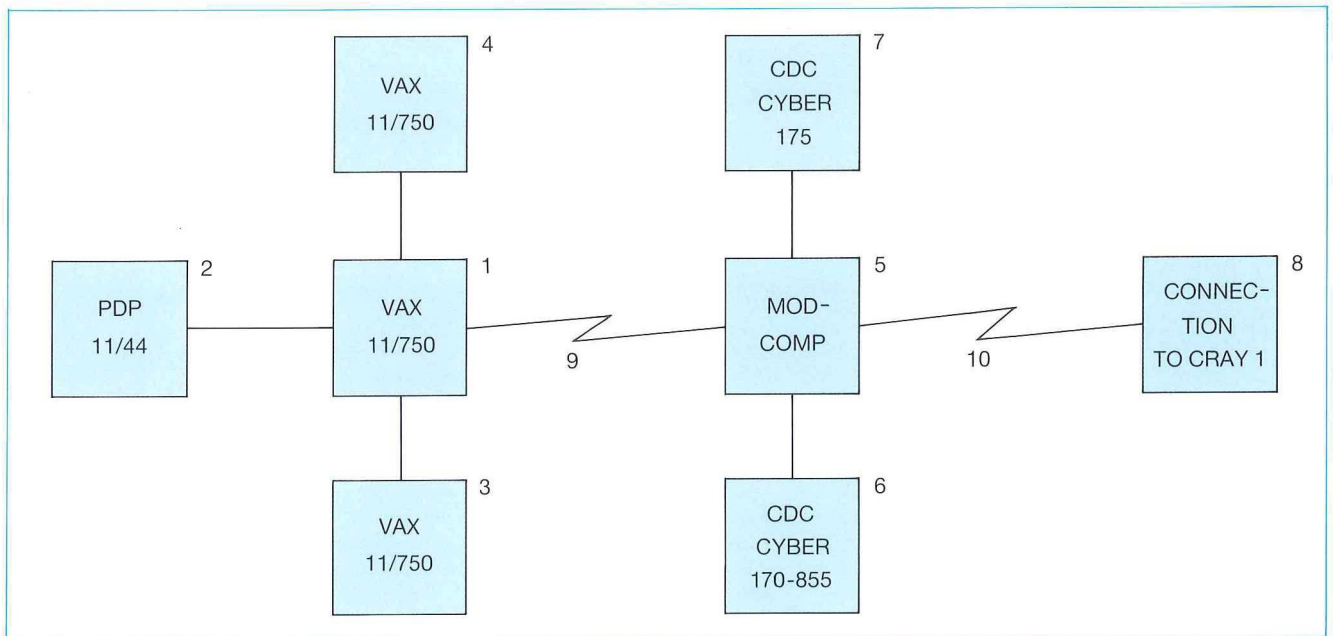 4
VAX
11/750
7
CDC
CYBER
175
2
PDP
11/44
1
VAX
11/750
5
MOD-
COMP
8
CONNEC-
TION
TO CRAY 1
9
10
3
VAX
11/750
6
CDC
CYBER
170-855